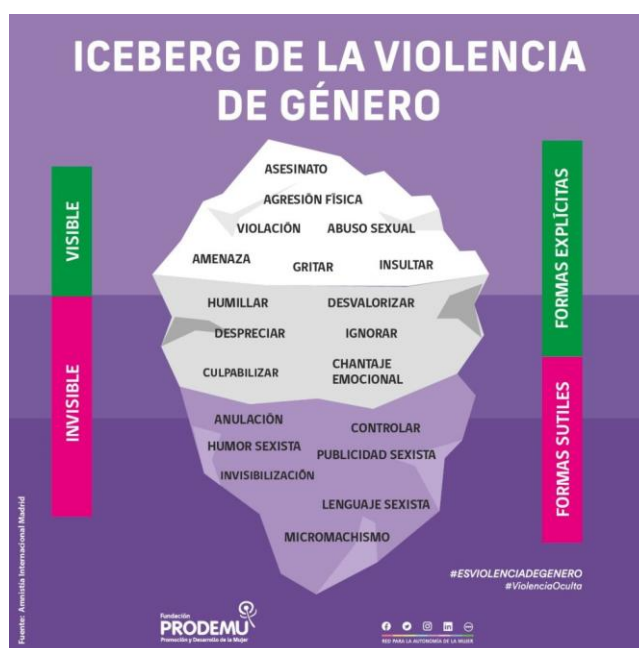 ICEBERG DE LA VIOLENCIA
DE GÉNERO
VISIBLE
INVISIBLE
ASESINATO
AGRESIÓN FÍSICA
VIOLACIÓN ABUSO SEXUAL
AMENAZA GRITAR INSULTAR
HUMILLAR DESVALORIZAR
DESPRECIAR IGNORAR
CULPABILIZAR CHANTAJE
EMOCIONAL
ANULACIÓN CONTROLAR
HUMOR SEXISTA PUBLICIDAD SEXISTA
INVISIBILIZACIÓN
LENGUAJE SEXISTA
MICROMACHISMO
FORMAS EXPLÍCITAS
FORMAS SUTILES
#ESVIOLENCIADEGENERO
#ViolenciaOculta
Fuente: Amnistía Internacional Madrid
Fundación
PRODEMU
Promoción y Desarrollo de la Mujer
RED PARA LA AUTONOMÍA DE LA MUJER